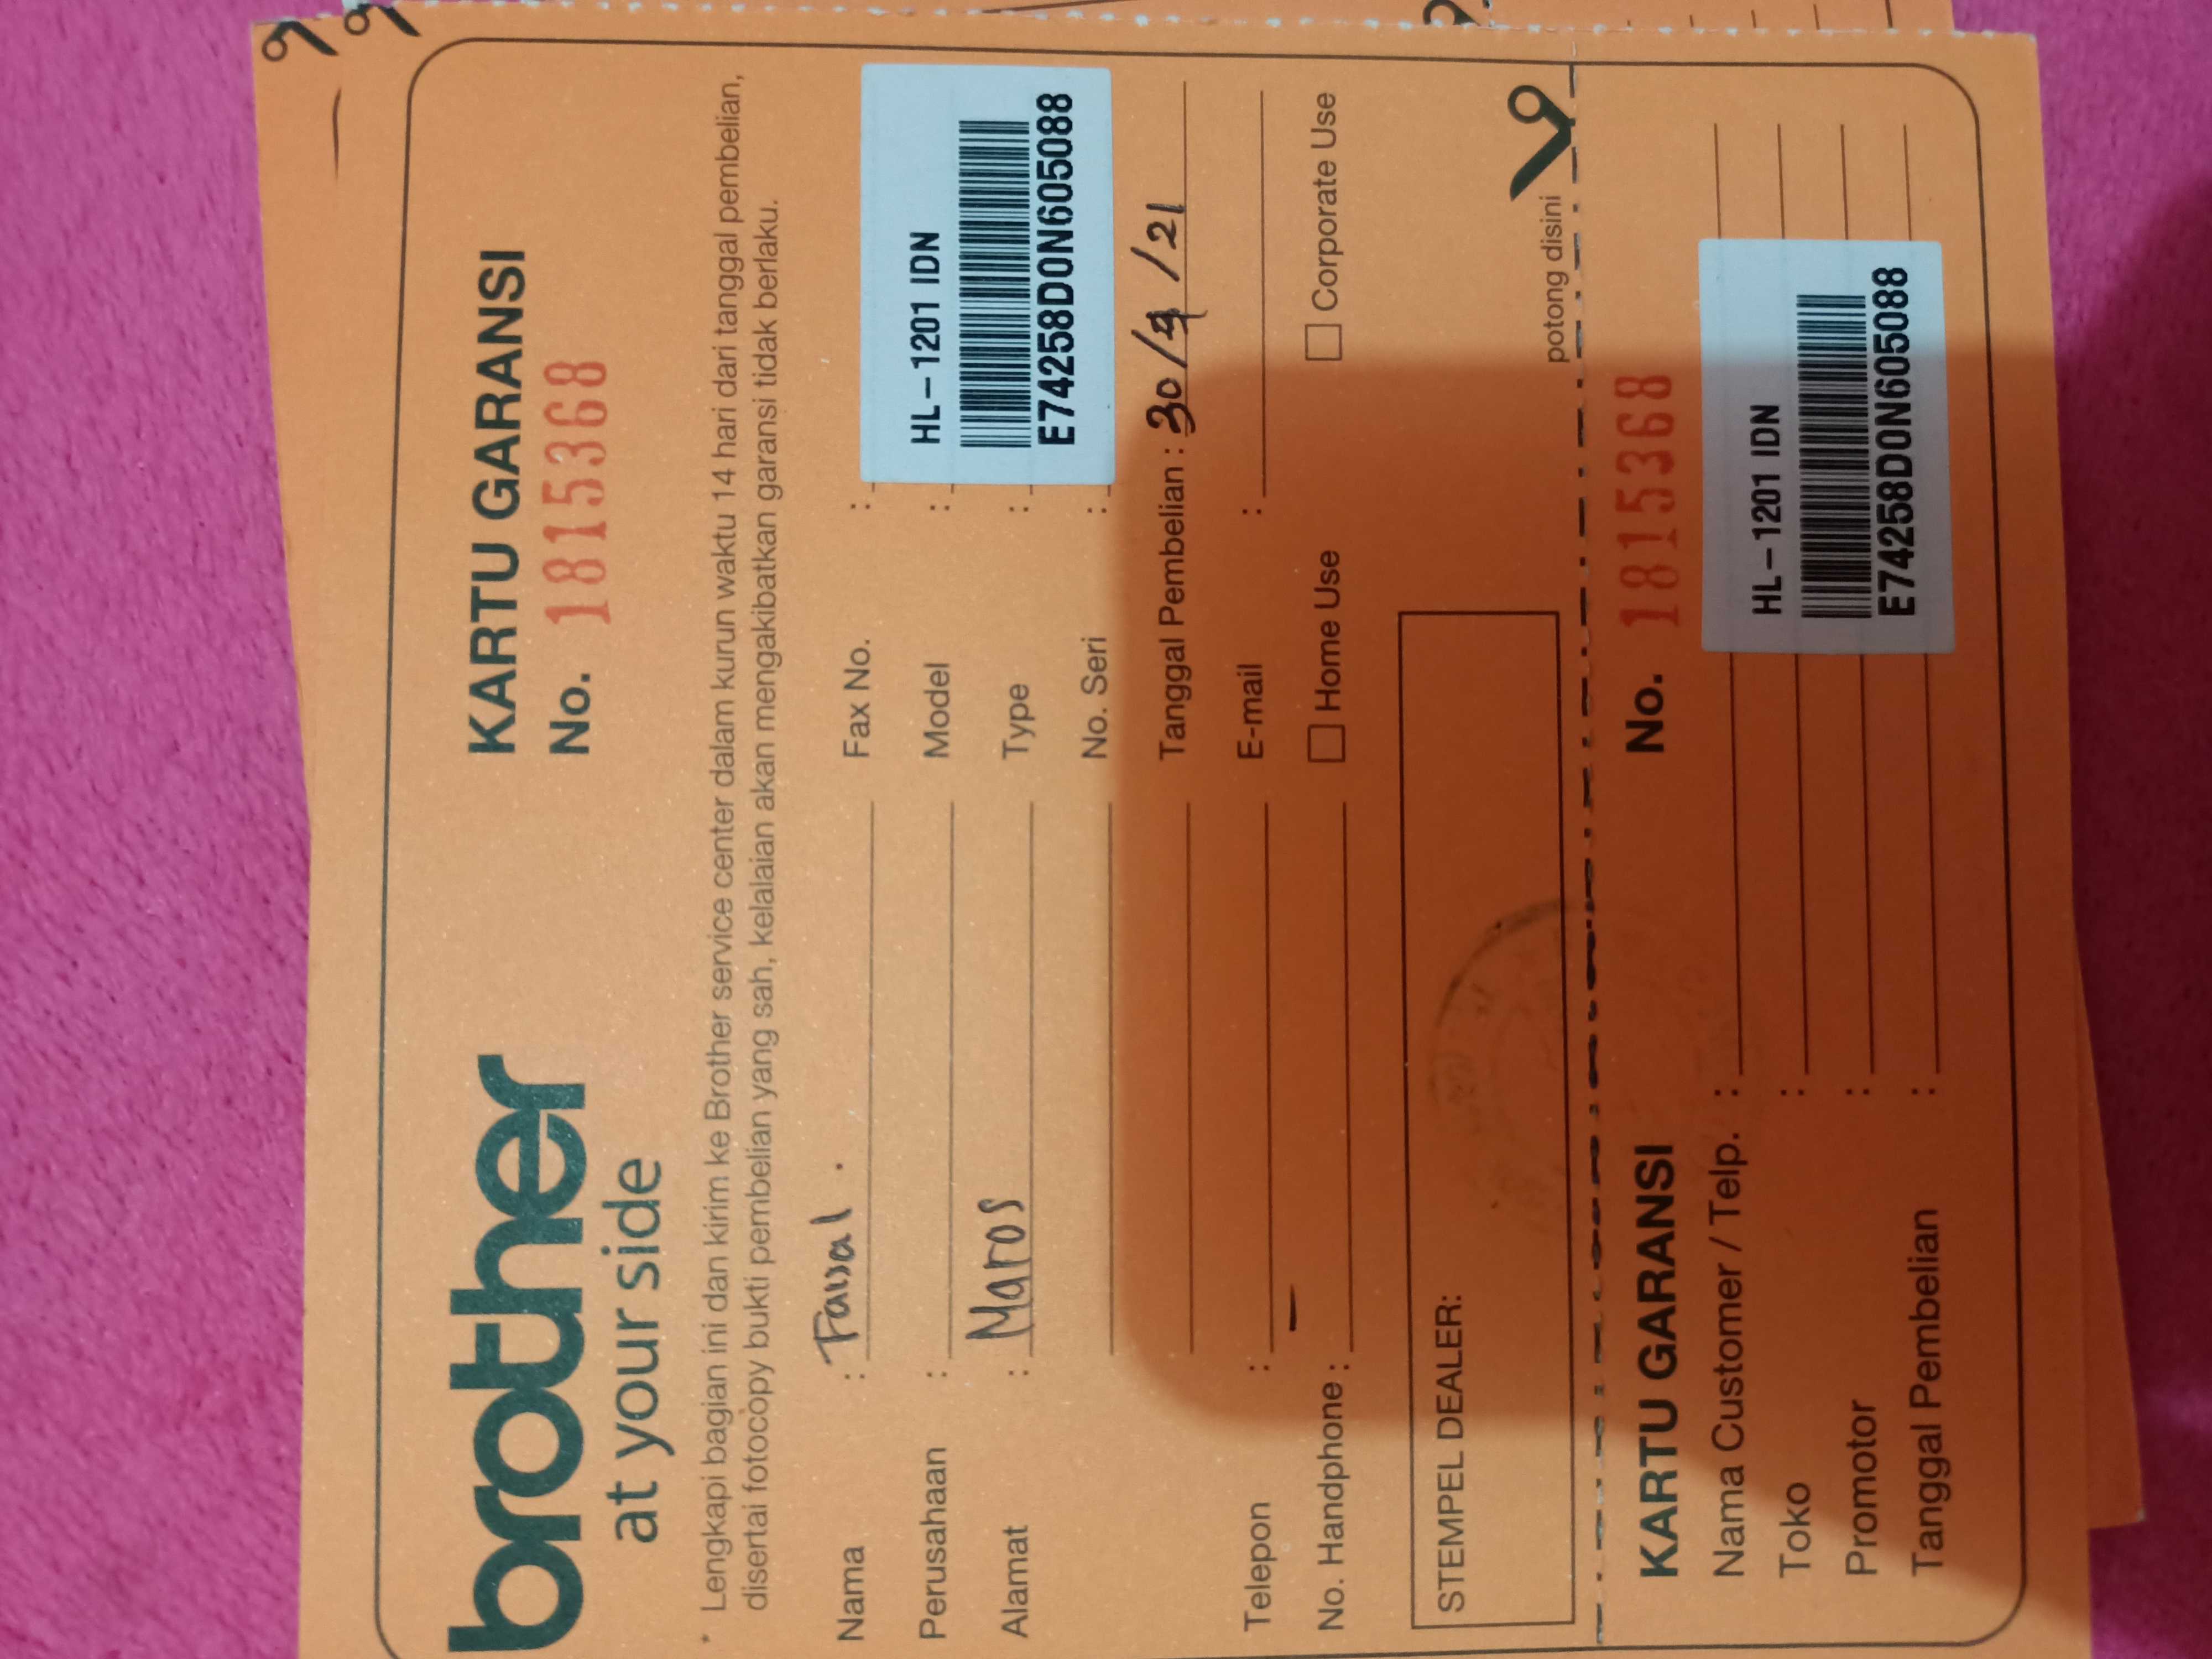 brother
at your side
KARTU GARANSI
No. 1815368
* Lengkapi bagian ini dan kirim ke Brother service center dalam kurun waktu 14 hari dari tanggal pembelian,
disertai fotocopy bukti pembelian yang sah, kelalaian akan mengakibatkan garansi tidak berlaku.
Nama : Faisal.
Perusahaan :
Alamat : Maros
Telepon :
No. Handphone : –
Fax No. :
Model :
Type :
No. Seri :
HL-1201 IDN
E74258D0N605088
Tanggal Pembelian : 30/9/21
E-mail :
Home Use
Corporate Use
STEMPEL DEALER:
potong disini
KARTU GARANSI
No. 1815368
Nama Customer / Telp. :
Toko :
Promotor :
Tanggal Pembelian :
HL-1201 IDN
E74258D0N605088